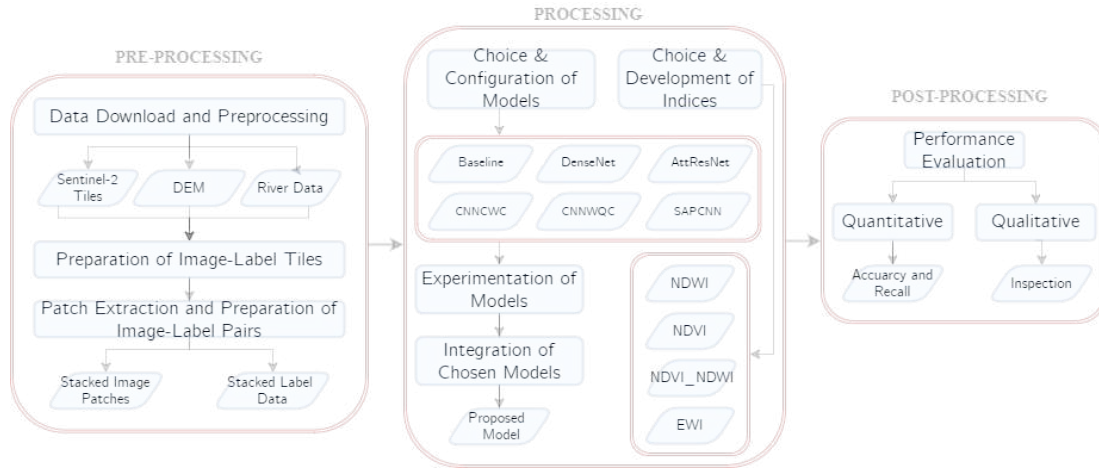 PRE-PROCESSING
Data Download and Preprocessing
Sentinel-2
Tiles
DEM
River Data
Preparation of Image-Label Tiles
Patch Extraction and Preparation of
Image-Label Pairs
Stacked Image
Patches
Stacked Label
Data
PROCESSING
Choice &
Configuration of
Models
Choice &
Development of
Indices
Baseline
DenseNet
AttResNet
CNNCWC
CNNWQC
SAPCNN
Experimentation of
Models
Integration of
Chosen Models
Proposed
Model
NDWI
NDVI
NDVI_NDWI
EWI
POST-PROCESSING
Performance
Evaluation
Quantitative
Qualitative
Accuarcy and
Recall
Inspection